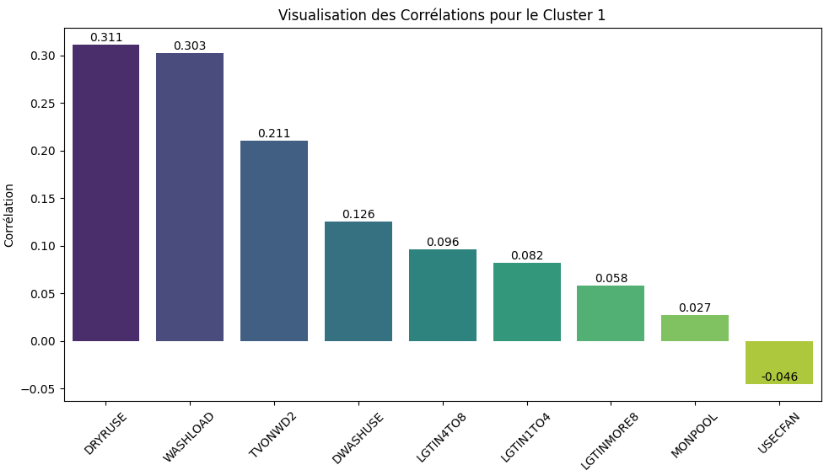 Visualisation des Corrélations pour le Cluster 1
Corrélation
0.30
0.25
0.20
0.15
0.10
0.05
0.00
−0.05
0.311
0.303
0.211
0.126
0.096
0.082
0.058
0.027
-0.046
DRYRUSE
WASHLOAD
TVONWD2
DWASHUSE
LGTIN4TO8
LGTIN1TO4
LGTINMORE8
MONPOOL
USECFAN